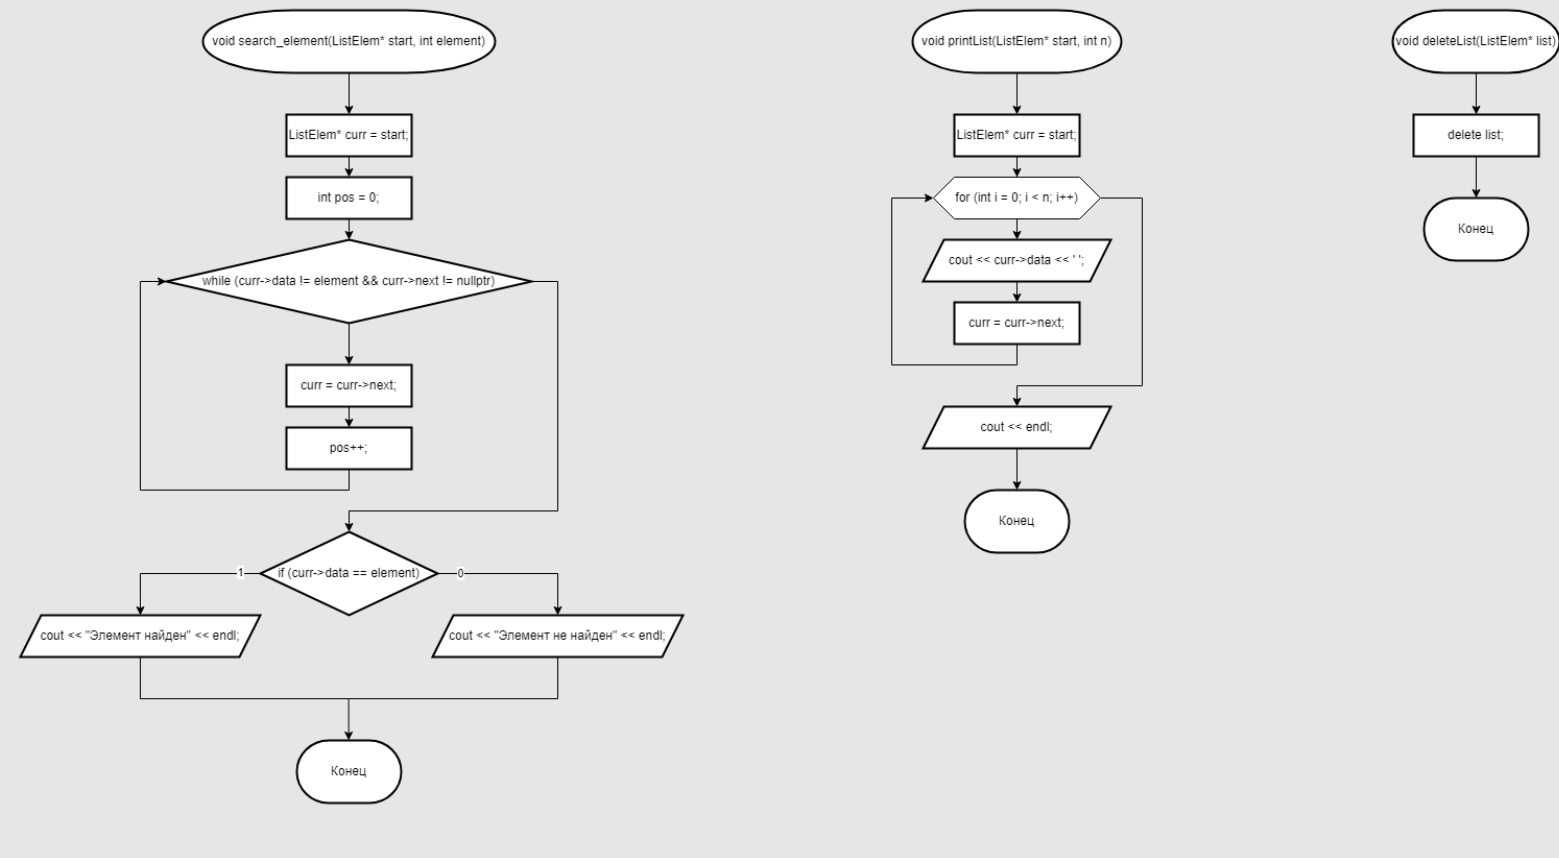 void search_element(ListElem* start, int element)
ListElem* curr = start;
int pos = 0;
while (curr->data != element && curr->next != nullptr)
curr = curr->next;
pos++;
if (curr->data == element)
1
0
cout << "Элемент найден" << endl;
cout << "Элемент не найден" << endl;
Конец
void printList(ListElem* start, int n)
ListElem* curr = start;
for (int i = 0; i < n; i++)
cout << curr->data << ' ';
curr = curr->next;
cout << endl;
Конец
void deleteList(ListElem* list)
delete list;
Конец